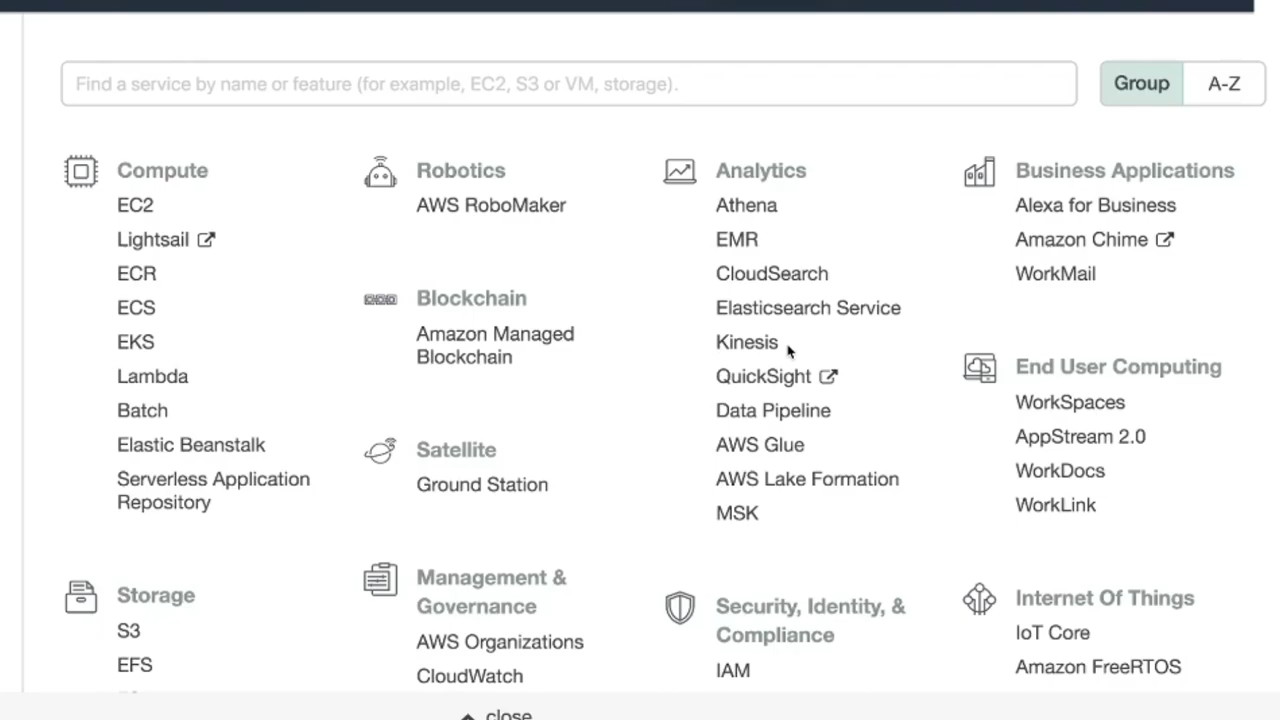 Find a service by name or feature (for example, EC2, S3 or VM, storage).
Group
A-Z
Compute
EC2
Lightsail
ECR
ECS
EKS
Lambda
Batch
Elastic Beanstalk
Serverless Application
Repository
Storage
S3
EFS
Robotics
AWS RoboMaker
Blockchain
Amazon Managed
Blockchain
Satellite
Ground Station
Management &
Governance
AWS Organizations
CloudWatch
Analytics
Athena
EMR
CloudSearch
Elasticsearch Service
Kinesis
QuickSight
Data Pipeline
AWS Glue
AWS Lake Formation
MSK
Security, Identity, &
Compliance
IAM
Business Applications
Alexa for Business
Amazon Chime
WorkMail
End User Computing
WorkSpaces
AppStream 2.0
WorkDocs
WorkLink
Internet Of Things
IoT Core
Amazon FreeRTOS
close